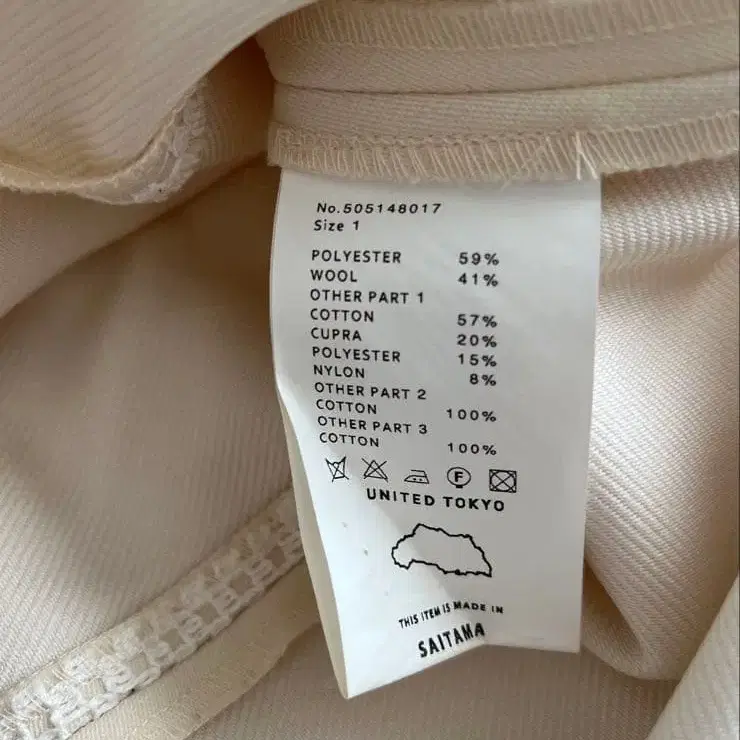 No.505148017
Size 1
POLYESTER 59%
WOOL 41%
OTHER PART 1
COTTON 57%
CUPRA 20%
POLYESTER 15%
NYLON 8%
OTHER PART 2
COTTON 100%
OTHER PART 3
COTTON 100%
F
UNITED TOKYO
THIS ITEM IS MADE IN
SAITAMA